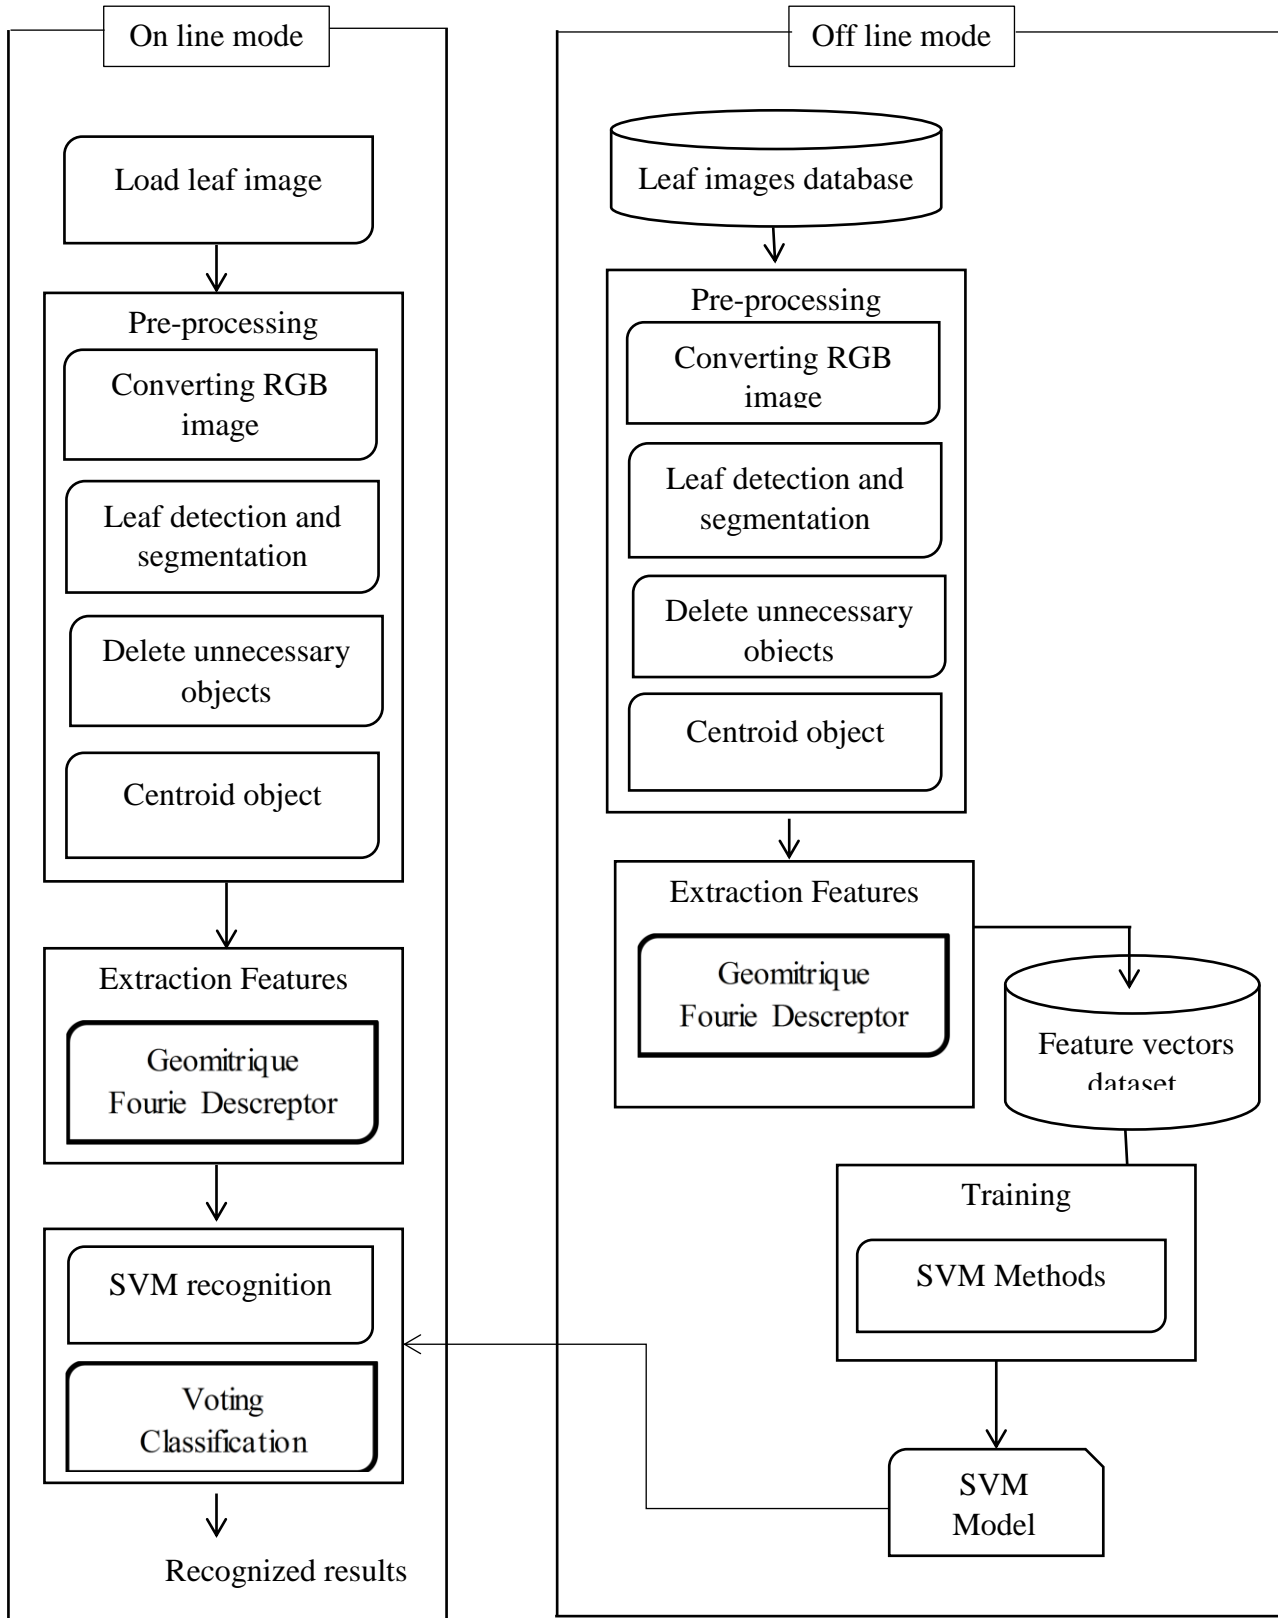 On line mode
Load leaf image
Pre-processing
Converting RGB
image
Leaf detection and
segmentation
Delete unnecessary
objects
Centroid object
Extraction Features
Geomitrique
Fourie Descreptor
SVM recognition
Voting
Classification
Recognized results
Off line mode
Leaf images database
Pre-processing
Converting RGB
image
Leaf detection and
segmentation
Delete unnecessary
objects
Centroid object
Extraction Features
Geomitrique
Fourie Descreptor
Feature vectors
dataset
Training
SVM Methods
SVM
Model